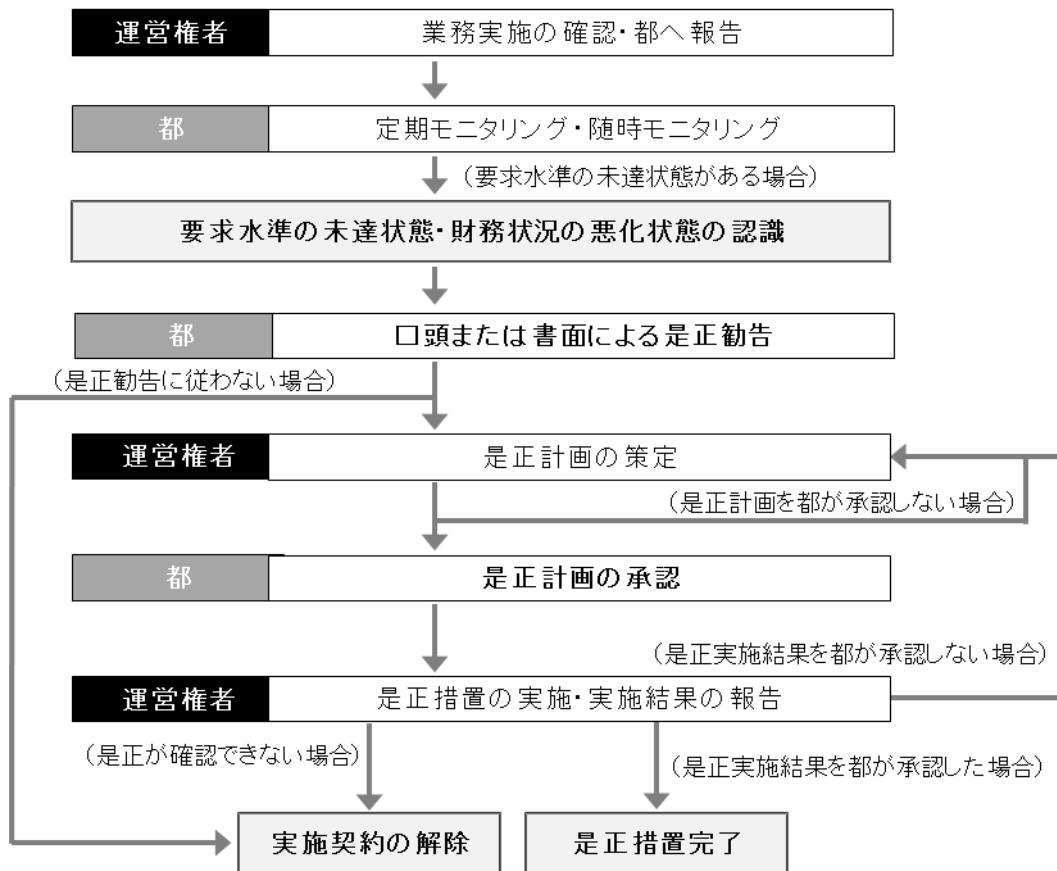 運営権者 業務実施の確認・都へ報告
都 定期モニタリング・随時モニタリング
（要求水準の未達状態がある場合）
要求水準の未達状態・財務状況の悪化状態の認識
都 口頭または書面による是正勧告
（是正勧告に従わない場合）
運営権者 是正計画の策定
（是正計画を都が承認しない場合）
都 是正計画の承認
（是正実施結果を都が承認しない場合）
運営権者 是正措置の実施・実施結果の報告
（是正が確認できない場合）
（是正実施結果を都が承認した場合）
実施契約の解除
是正措置完了